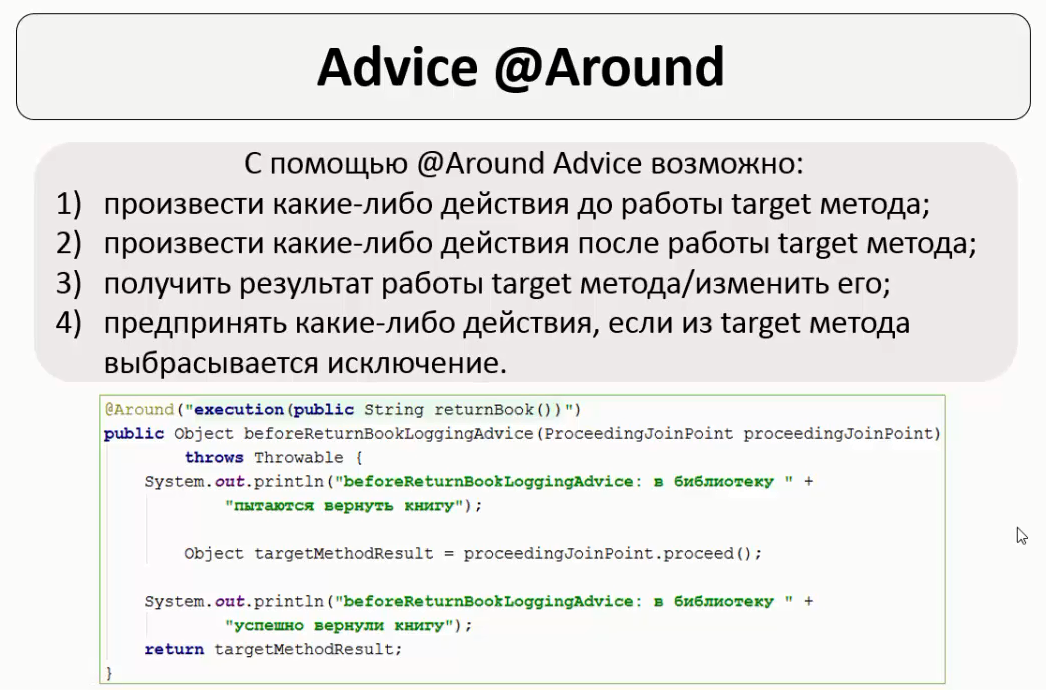 Advice @Around
С помощью @Around Advice возможно:
1) произвести какие-либо действия до работы target метода;
2) произвести какие-либо действия после работы target метода;
3) получить результат работы target метода/изменить его;
4) предпринять какие-либо действия, если из target метода
выбрасывается исключение.
@Around("execution(public String returnBook())")
public Object beforeReturnBookLoggingAdvice(ProceedingJoinPoint proceedingJoinPoint)
throws Throwable {
System.out.println("beforeReturnBookLoggingAdvice: в библиотеку " +
"пытаются вернуть книгу");
Object targetMethodResult = proceedingJoinPoint.proceed();
System.out.println("beforeReturnBookLoggingAdvice: в библиотеку " +
"успешно вернули книгу");
return targetMethodResult;
}